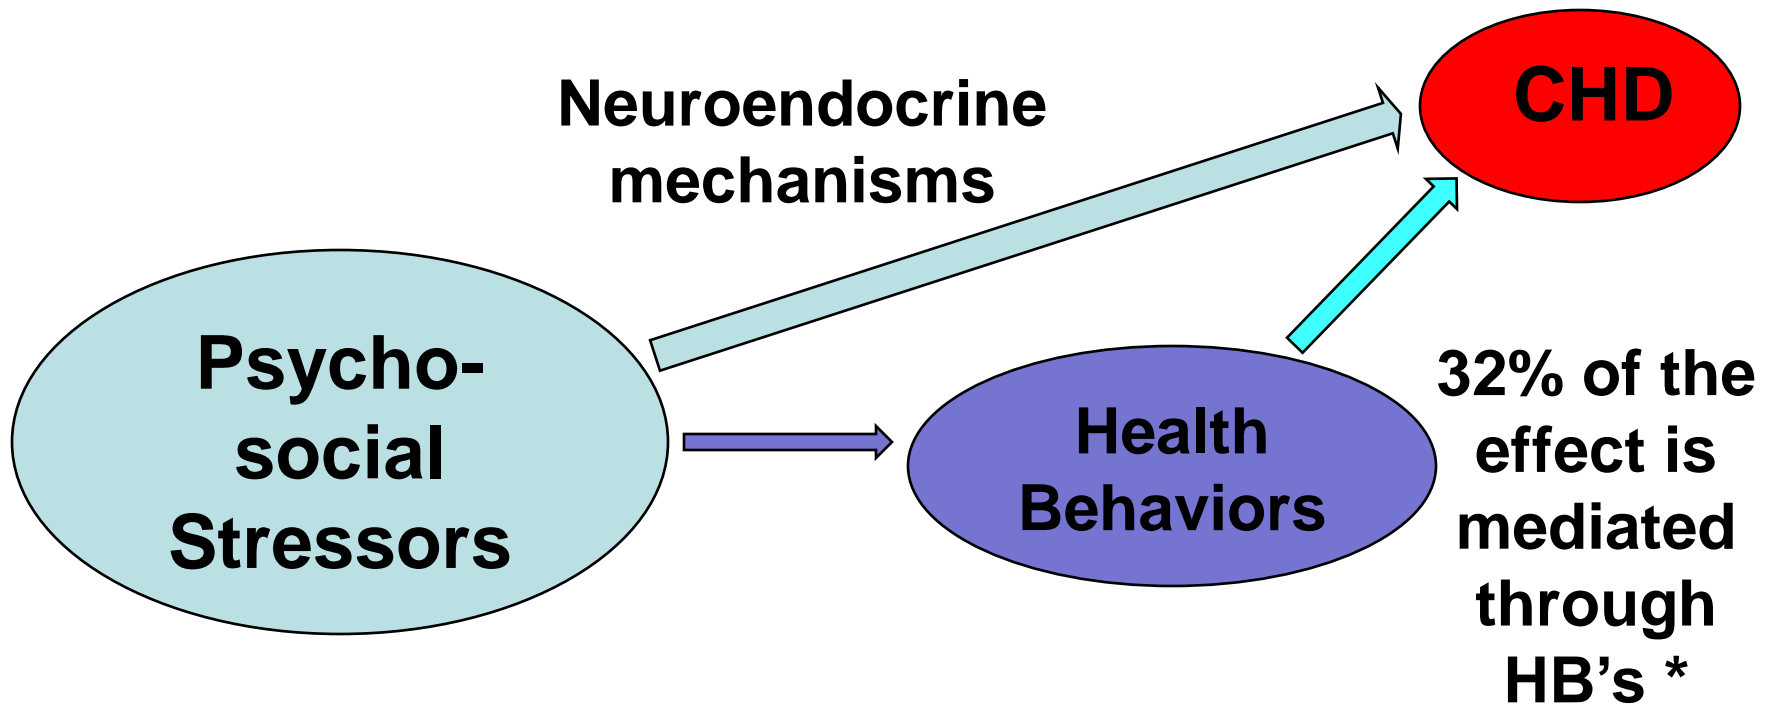 Neuroendocrine
mechanisms
CHD
Psycho-
social
Stressors
Health
Behaviors
32% of the
effect is
mediated
through
HB’s *